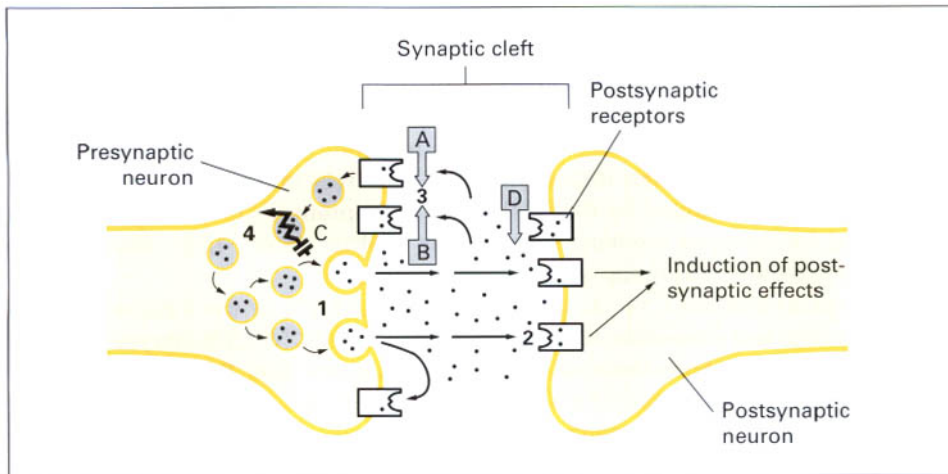 Synaptic cleft
Postsynaptic
receptors
Presynaptic
neuron
A
D
3
4
C
B
1
2
Induction of post-
synaptic effects
Postsynaptic
neuron